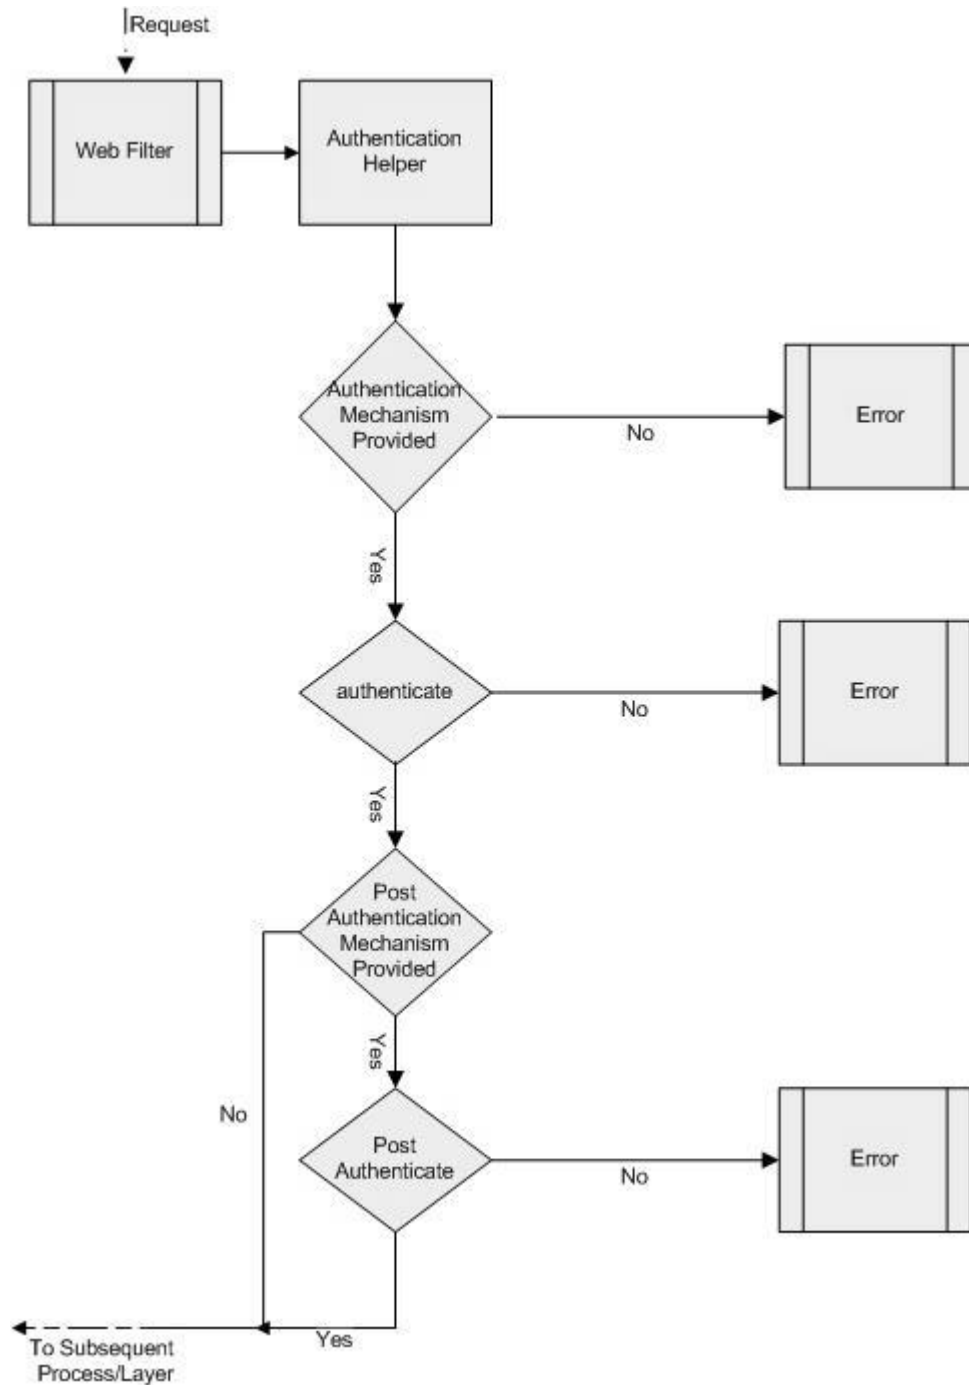 Request
Web Filter
Authentication
Helper
Authentication
Mechanism
Provided
No
Error
Yes
authenticate
No
Error
Yes
Post
Authentication
Mechanism
Provided
Yes
No
Post
Authenticate
No
Error
Yes
To Subsequent
Process/Layer